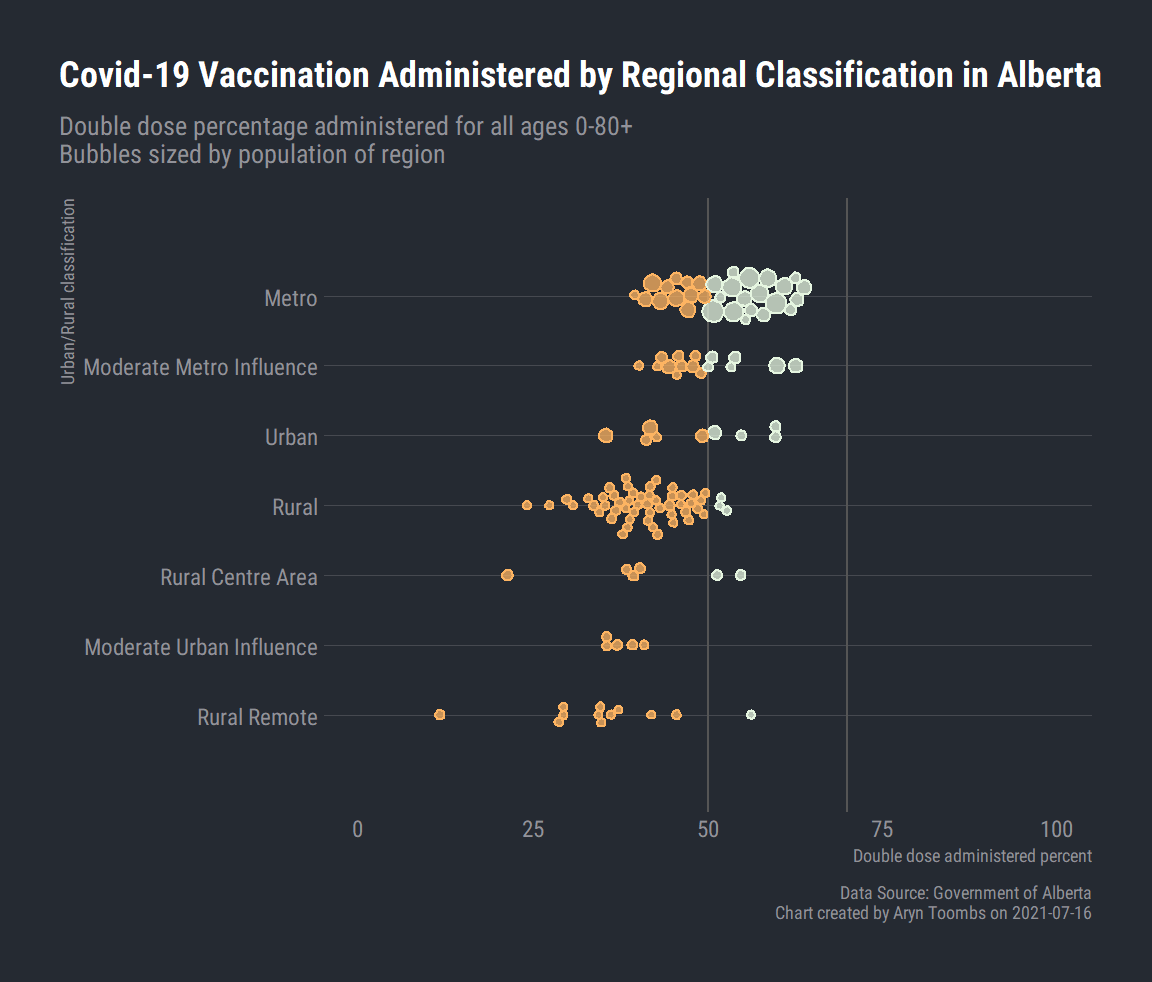 Covid-19 Vaccination Administered by Regional Classification in Alberta
Double dose percentage administered for all ages 0-80+
Bubbles sized by population of region
Urban/Rural classification
Metro
Moderate Metro Influence
Urban
Rural
Rural Centre Area
Moderate Urban Influence
Rural Remote
0 25 50 75 100
Double dose administered percent
Data Source: Government of Alberta
Chart created by Aryn Toombs on 2021-07-16